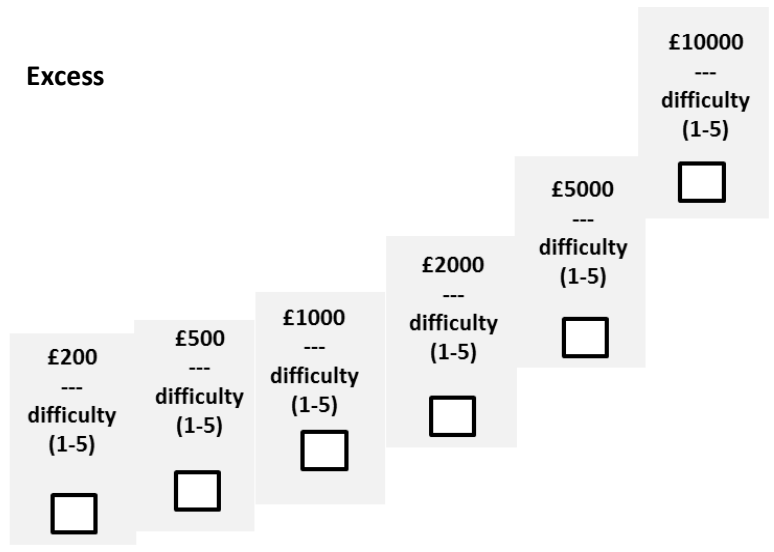 Excess
£200
---
difficulty
(1-5)
£500
---
difficulty
(1-5)
£1000
---
difficulty
(1-5)
£2000
---
difficulty
(1-5)
£5000
---
difficulty
(1-5)
£10000
---
difficulty
(1-5)